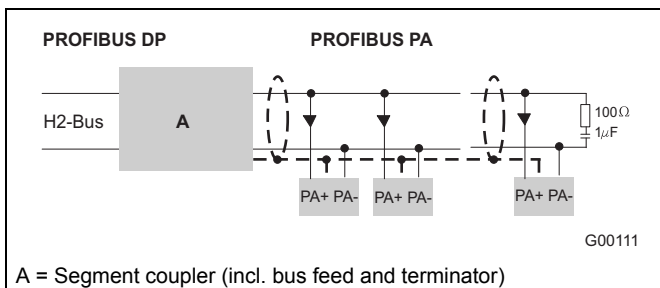 PROFIBUS DP PROFIBUS PA
H2-Bus A
100Ω
1μF
PA+ PA- PA+ PA- PA+ PA-
G00111
A = Segment coupler (incl. bus feed and terminator)